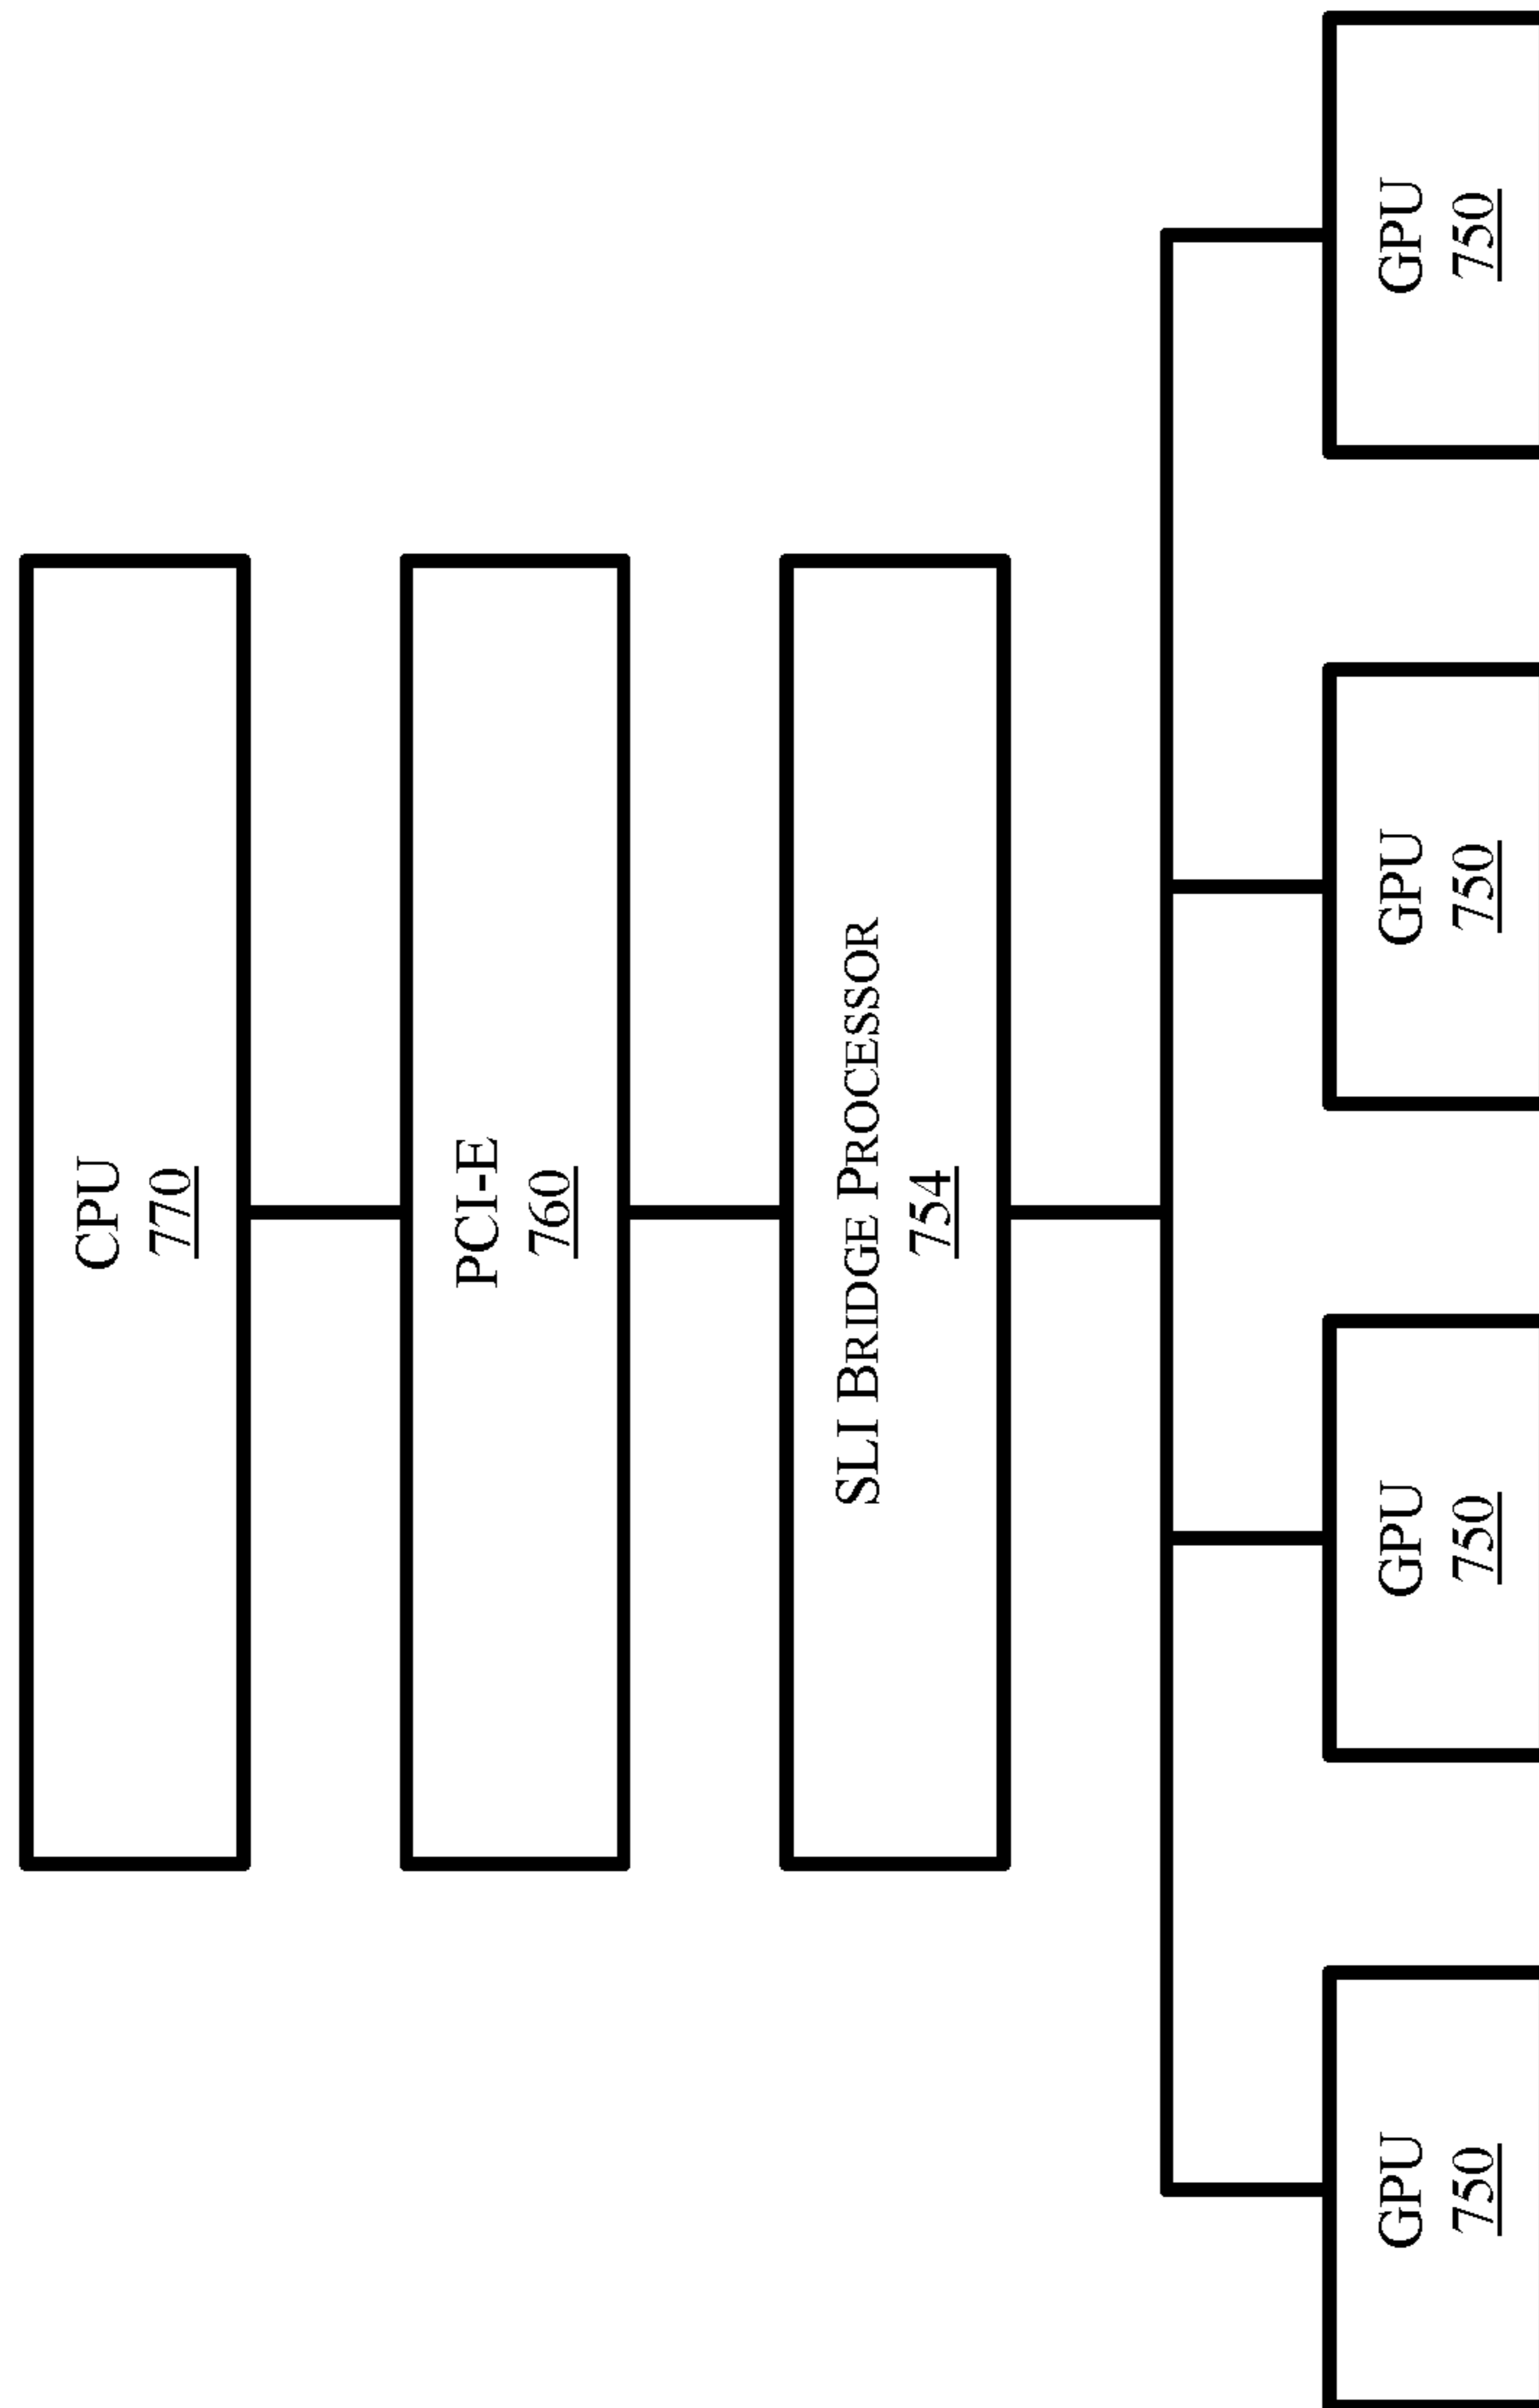 CPU
770
PCI-E
760
SLI BRIDGE PROCESSOR
754
GPU
750
GPU
750
GPU
750
GPU
750